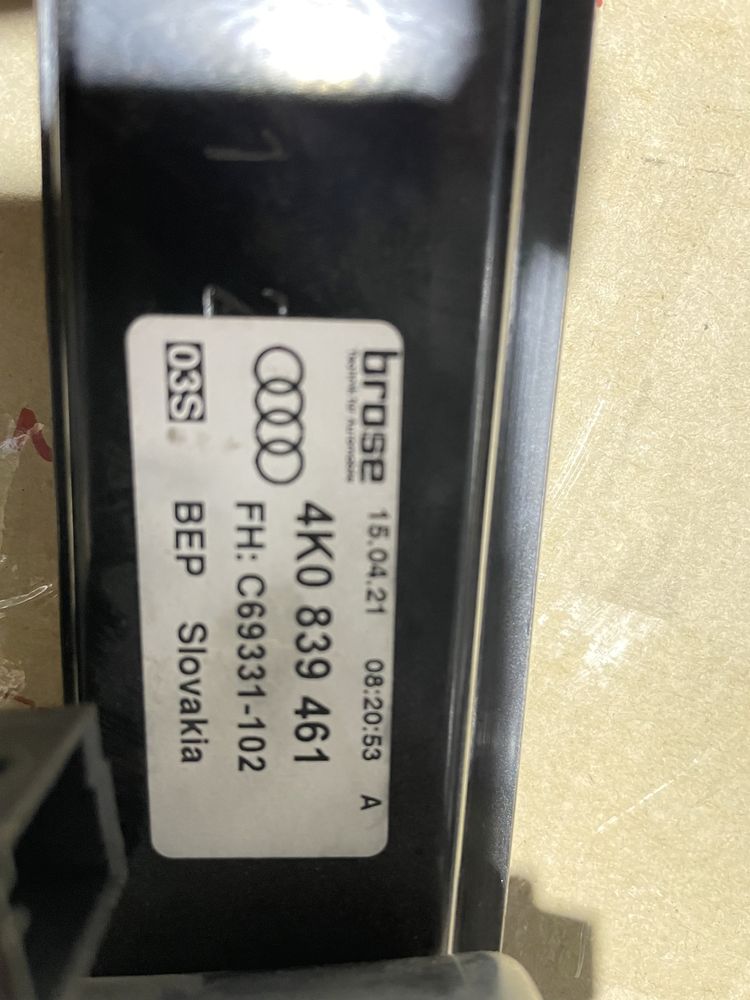 brose 15.04.21 08:20:53 A
4K0 839 461
FH: C69331-102
03S BEP Slovakia